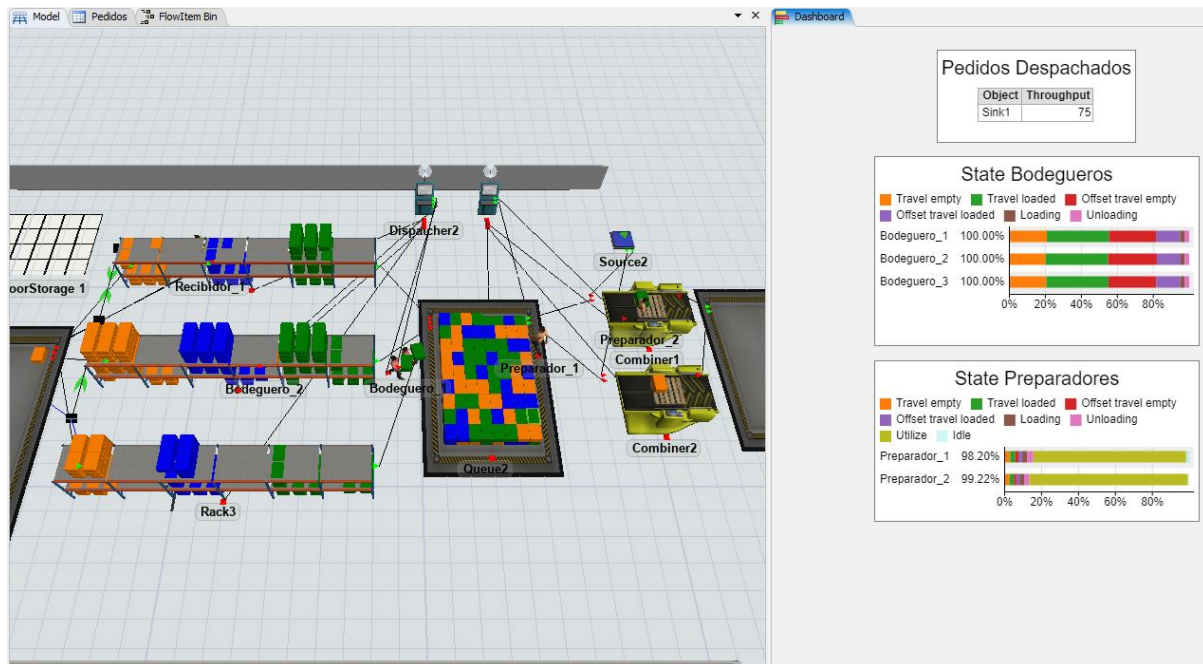 Model Pedidos FlowItem Bin
Dispatcher2
oorStorage 1
Recibidor_1
Source2
Preparador_2
Combiner1
Preparador_1
Bodeguero_2
Bodeguero_1
Combiner2
Queue2
Rack3
Dashboard
Pedidos Despachados
Object Throughput
Sink1 75
State Bodegueros
Travel empty Travel loaded Offset travel empty
Offset travel loaded Loading Unloading
Bodeguero_1 100.00%
Bodeguero_2 100.00%
Bodeguero_3 100.00%
0% 20% 40% 60% 80%
State Preparadores
Travel empty Travel loaded Offset travel empty
Offset travel loaded Loading Unloading
Utilize Idle
Preparador_1 98.20%
Preparador_2 99.22%
0% 20% 40% 60% 80%